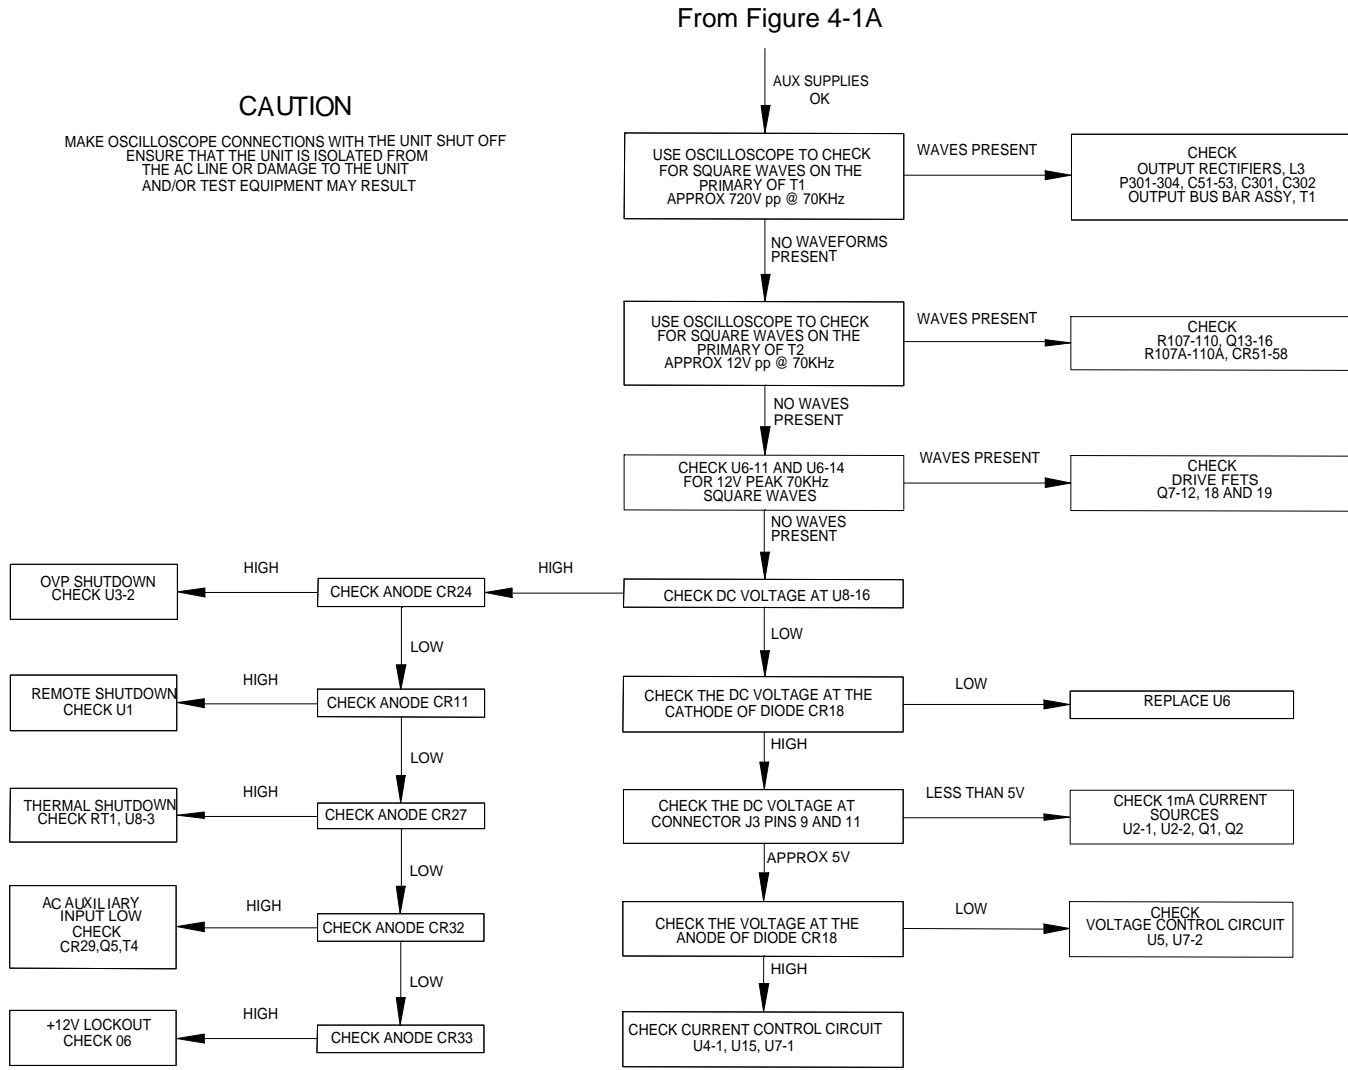 From Figure 4-1A
AUX SUPPLIES
OK
CAUTION
MAKE OSCILLOSCOPE CONNECTIONS WITH THE UNIT SHUT OFF
ENSURE THAT THE UNIT IS ISOLATED FROM
THE AC LINE OR DAMAGE TO THE UNIT
AND/OR TEST EQUIPMENT MAY RESULT
USE OSCILLOSCOPE TO CHECK
FOR SQUARE WAVES ON THE
PRIMARY OF T1
APPROX 720V pp @ 70KHz
WAVES PRESENT
CHECK
OUTPUT RECTIFIERS, L3
P301-304, C51-53, C301, C302
OUTPUT BUS BAR ASSY, T1
NO WAVEFORMS
PRESENT
USE OSCILLOSCOPE TO CHECK
FOR SQUARE WAVES ON THE
PRIMARY OF T2
APPROX 12V pp @ 70KHz
WAVES PRESENT
CHECK
R107-110, Q13-16
R107A-110A, CR51-58
NO WAVES
PRESENT
CHECK U6-11 AND U6-14
FOR 12V PEAK 70KHz
SQUARE WAVES
WAVES PRESENT
CHECK
DRIVE FETS
Q7-12, 18 AND 19
NO WAVES
PRESENT
CHECK DC VOLTAGE AT U8-16
HIGH
CHECK ANODE CR24
HIGH
OVP SHUTDOWN
CHECK U3-2
LOW
LOW
CHECK ANODE CR11
HIGH
REMOTE SHUTDOWN
CHECK U1
CHECK THE DC VOLTAGE AT THE
CATHODE OF DIODE CR18
LOW
REPLACE U6
LOW
HIGH
CHECK ANODE CR27
HIGH
THERMAL SHUTDOWN
CHECK RT1, U8-3
CHECK THE DC VOLTAGE AT
CONNECTOR J3 PINS 9 AND 11
LESS THAN 5V
CHECK 1mA CURRENT
SOURCES
U2-1, U2-2, Q1, Q2
LOW
APPROX 5V
CHECK ANODE CR32
HIGH
AC AUXILIARY
INPUT LOW
CHECK
CR29,Q5,T4
CHECK THE VOLTAGE AT THE
ANODE OF DIODE CR18
LOW
CHECK
VOLTAGE CONTROL CIRCUIT
U5, U7-2
LOW
HIGH
CHECK ANODE CR33
HIGH
+12V LOCKOUT
CHECK 06
CHECK CURRENT CONTROL CIRCUIT
U4-1, U15, U7-1